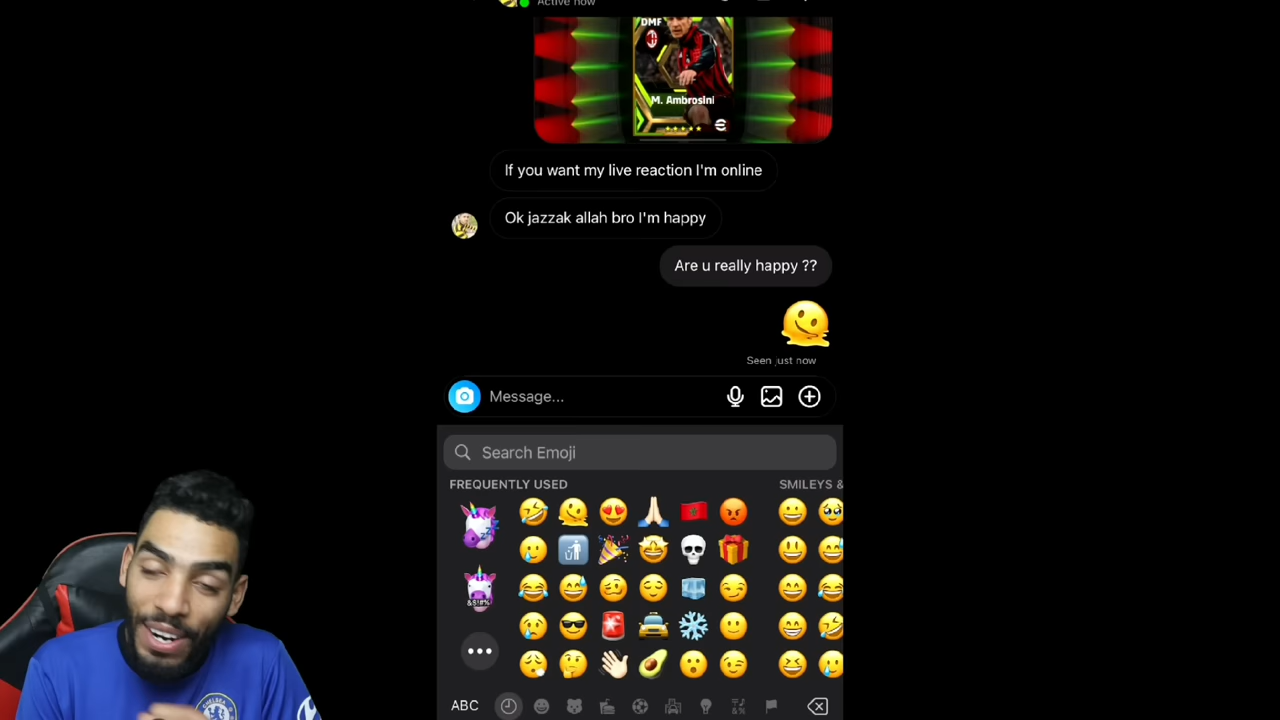 Active now
DMF
M. Ambrosini
If you want my live reaction I'm online
Ok jazzak allah bro I'm happy
Are u really happy ??
Seen just now
Message...
Search Emoji
FREQUENTLY USED
SMILEYS &
&$!#%
ABC
CHELSEA